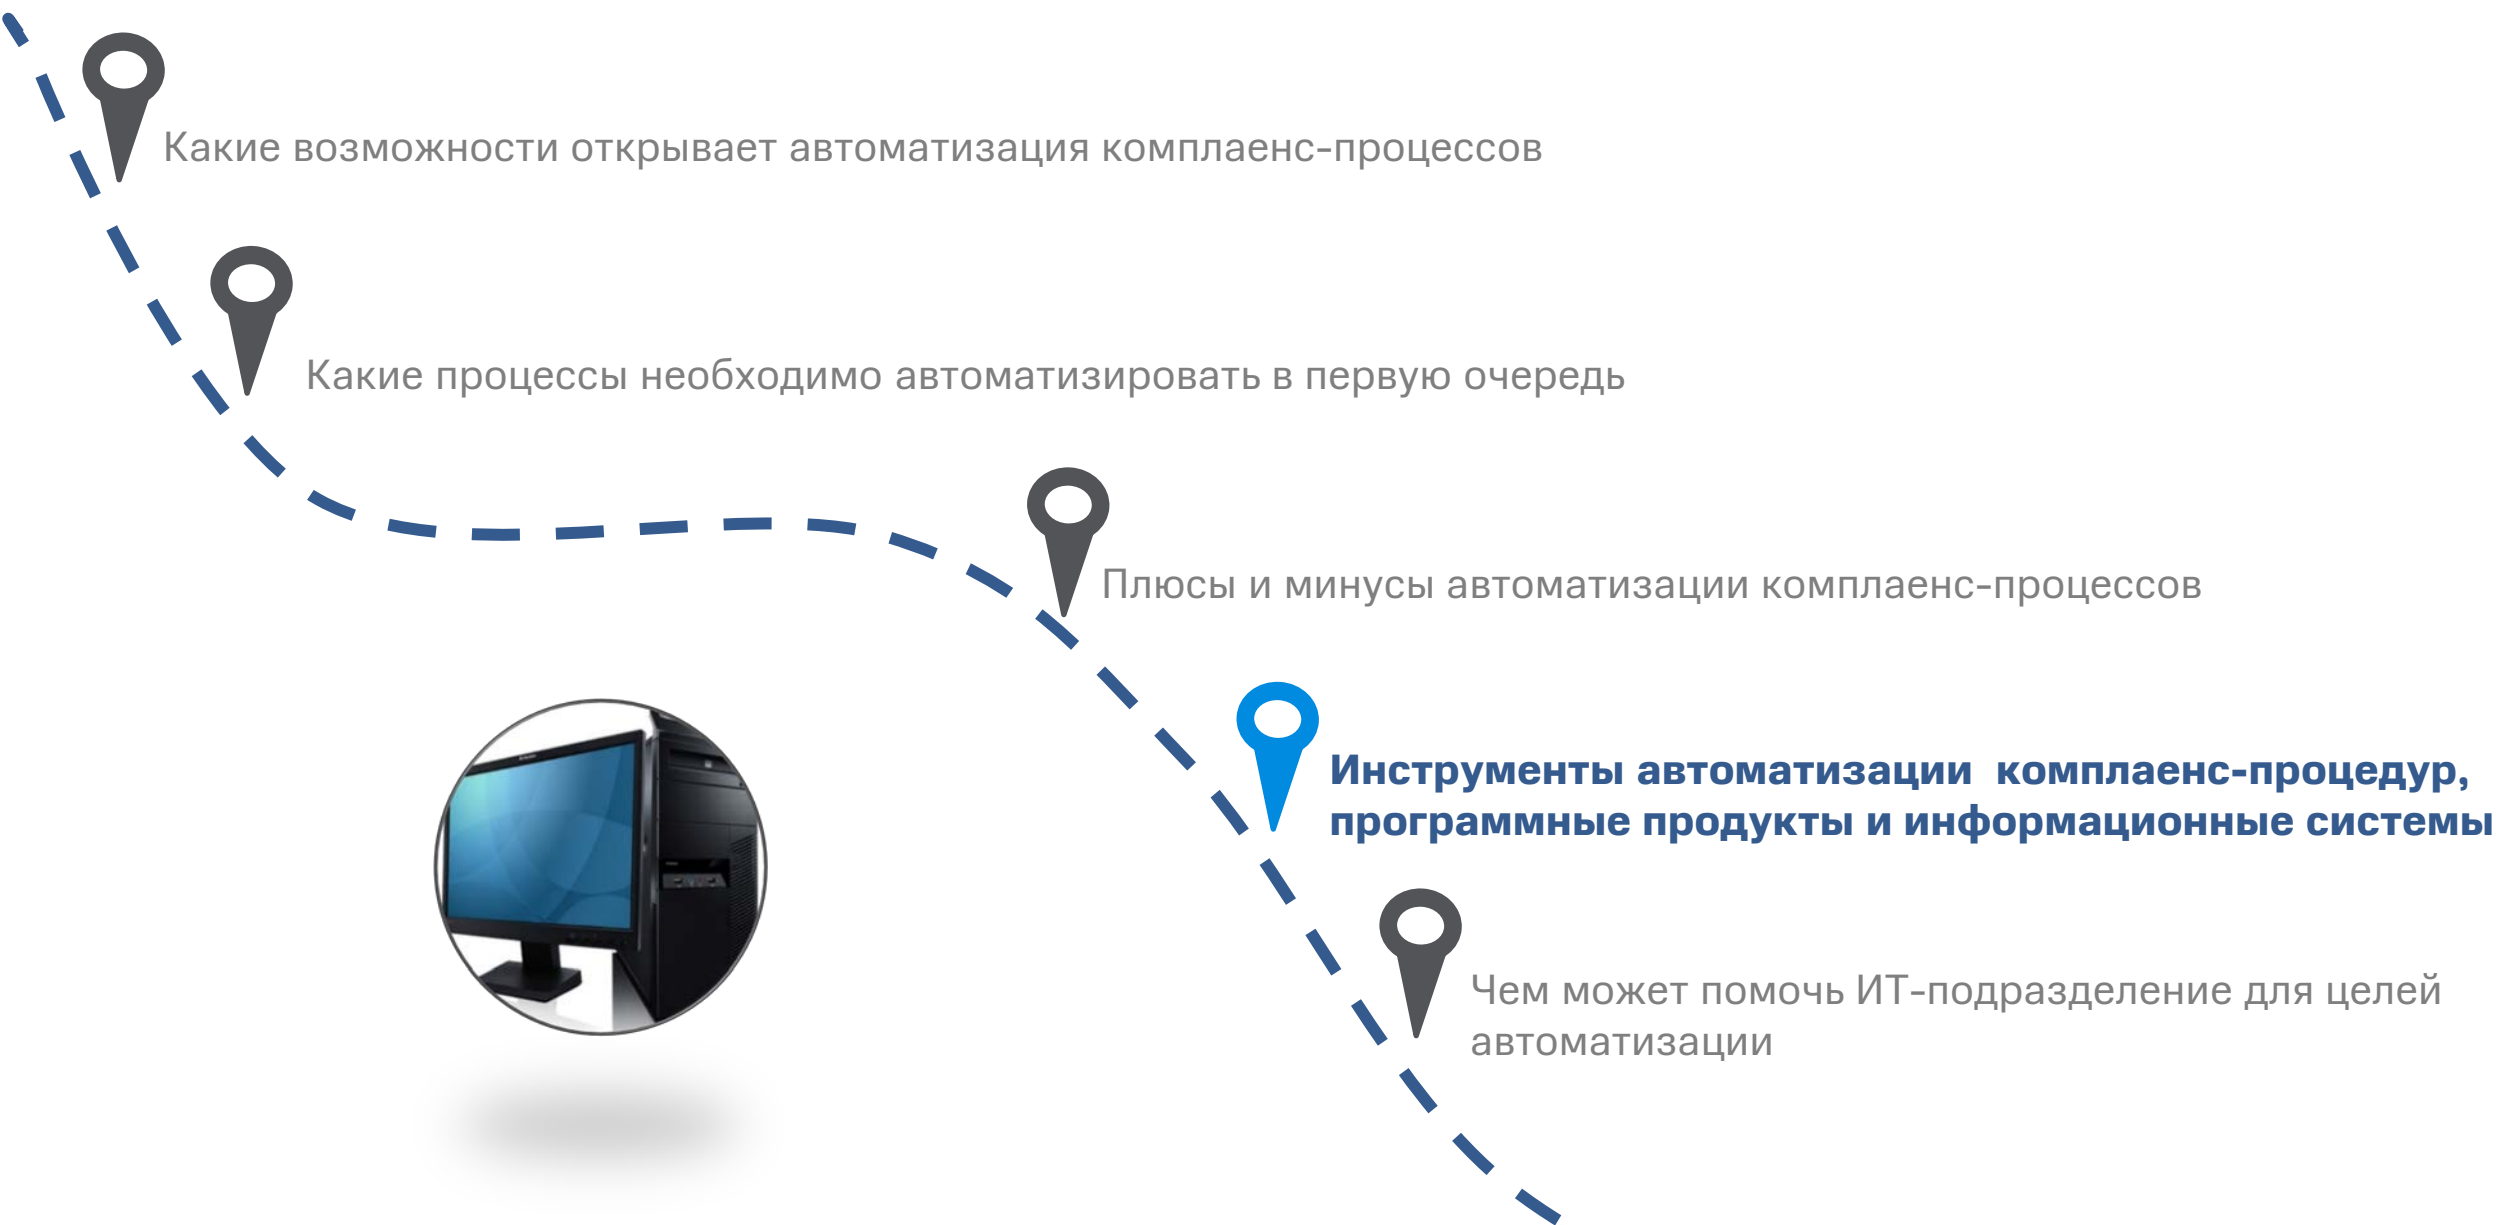 Какие возможности открывает автоматизация комплаенс-процессов
Какие процессы необходимо автоматизировать в первую очередь
Плюсы и минусы автоматизации комплаенс-процессов
Инструменты автоматизации комплаенс-процедур,
программные продукты и информационные системы
Чем может помочь ИТ-подразделение для целей
автоматизации